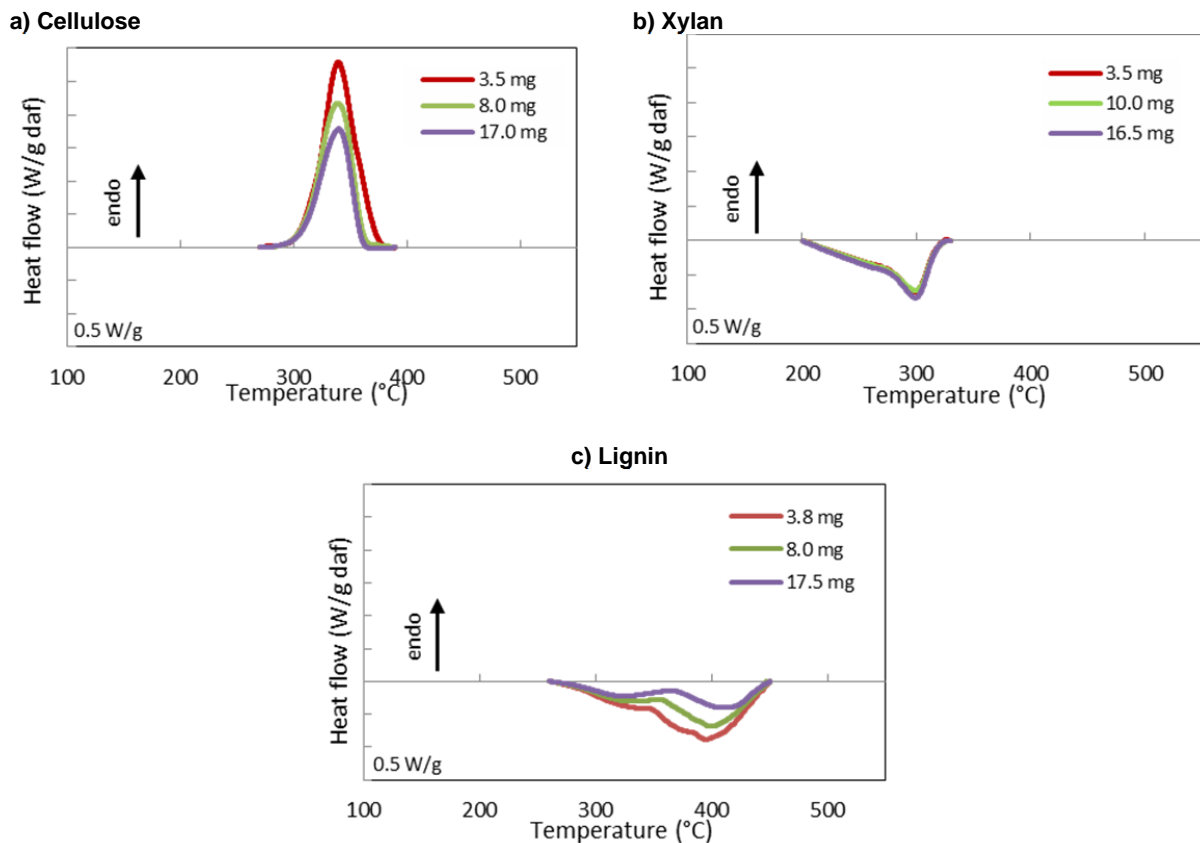 a) Cellulose
Heat flow (W/g daf)
endo
3.5 mg
8.0 mg
17.0 mg
0.5 W/g
100 200 300 400 500
Temperature (°C)
b) Xylan
Heat flow (W/g daf)
endo
3.5 mg
10.0 mg
16.5 mg
0.5 W/g
100 200 300 400 500
Temperature (°C)
c) Lignin
Heat flow (W/g daf)
endo
3.8 mg
8.0 mg
17.5 mg
0.5 W/g
100 200 300 400 500
Temperature (°C)